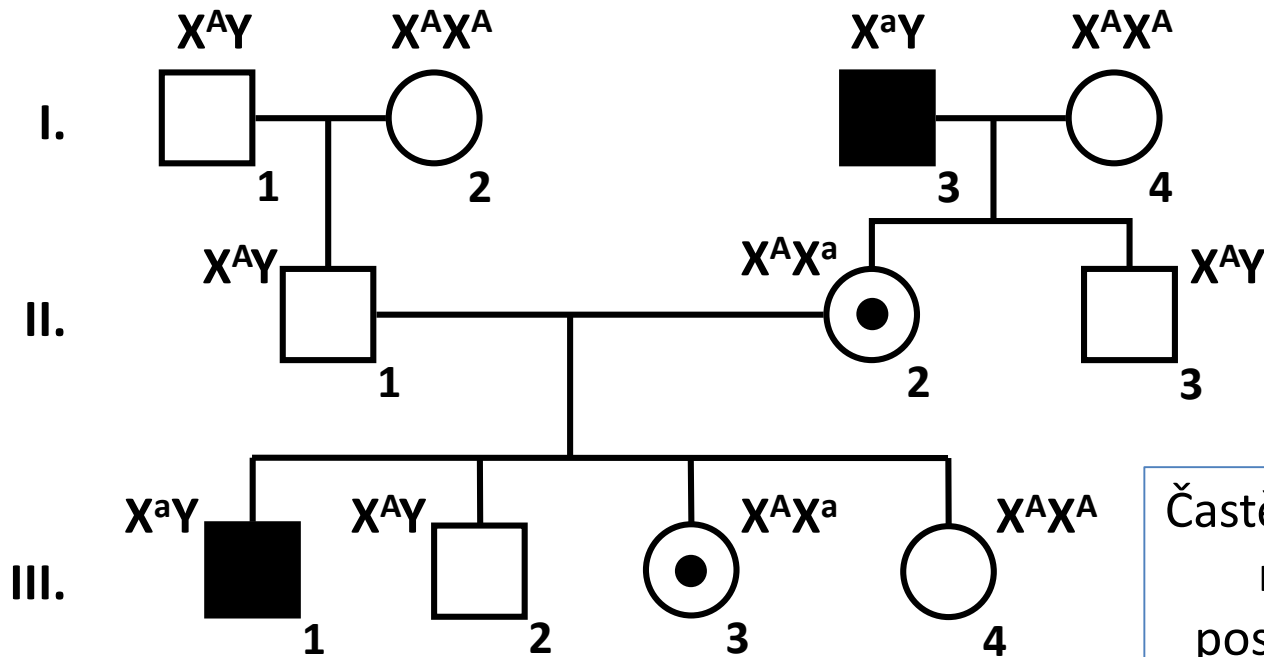 XᴬY XᴬXᴬ XᵃY XᴬXᴬ
I.
1 2 3 4
XᴬY XᴬXᵃ XᴬY
II.
1 2 3
XᵃY XᴬY XᴬXᵃ XᴬXᴬ
III.
1 2 3 4